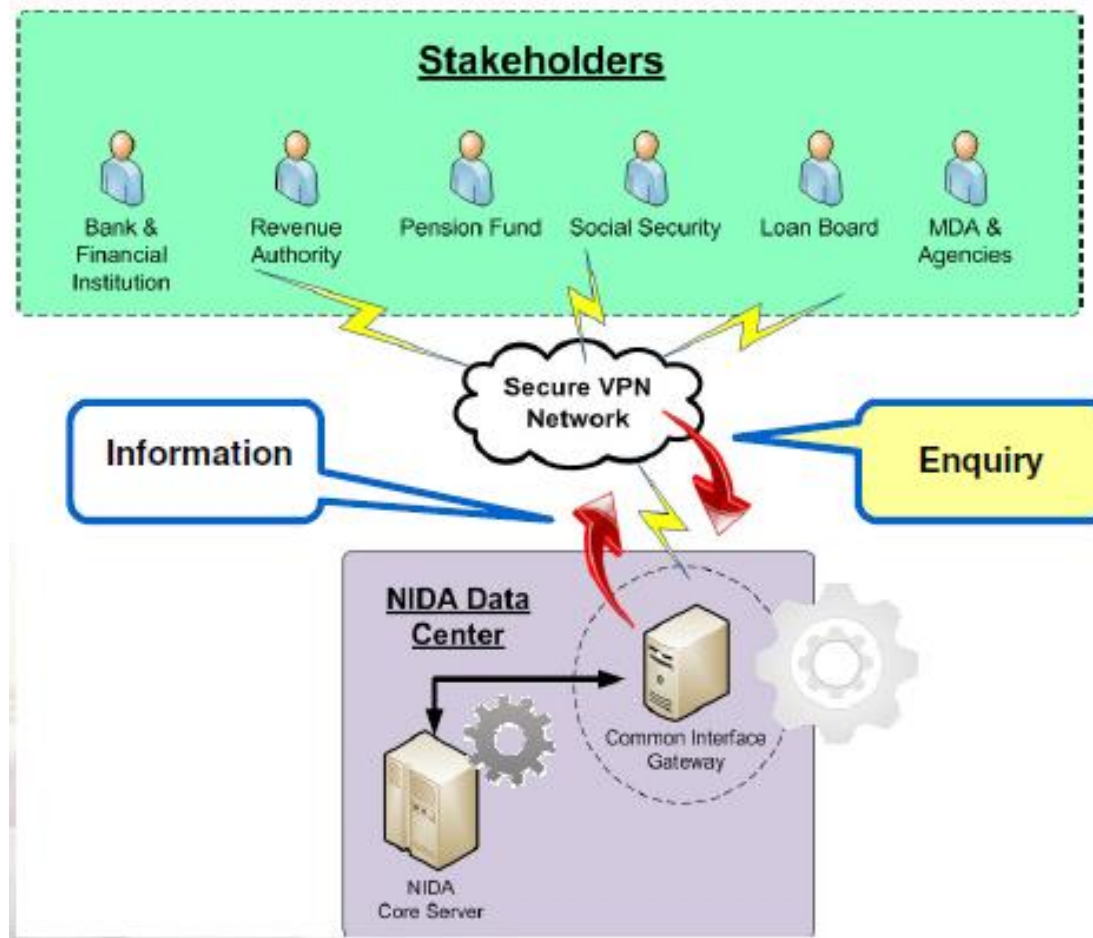 Stakeholders
Bank &
Financial
Institution
Revenue
Authority
Pension Fund
Social Security
Loan Board
MDA &
Agencies
Secure VPN
Network
Information
Enquiry
NIDA Data
Center
Common Interface
Gateway
NIDA
Core Server